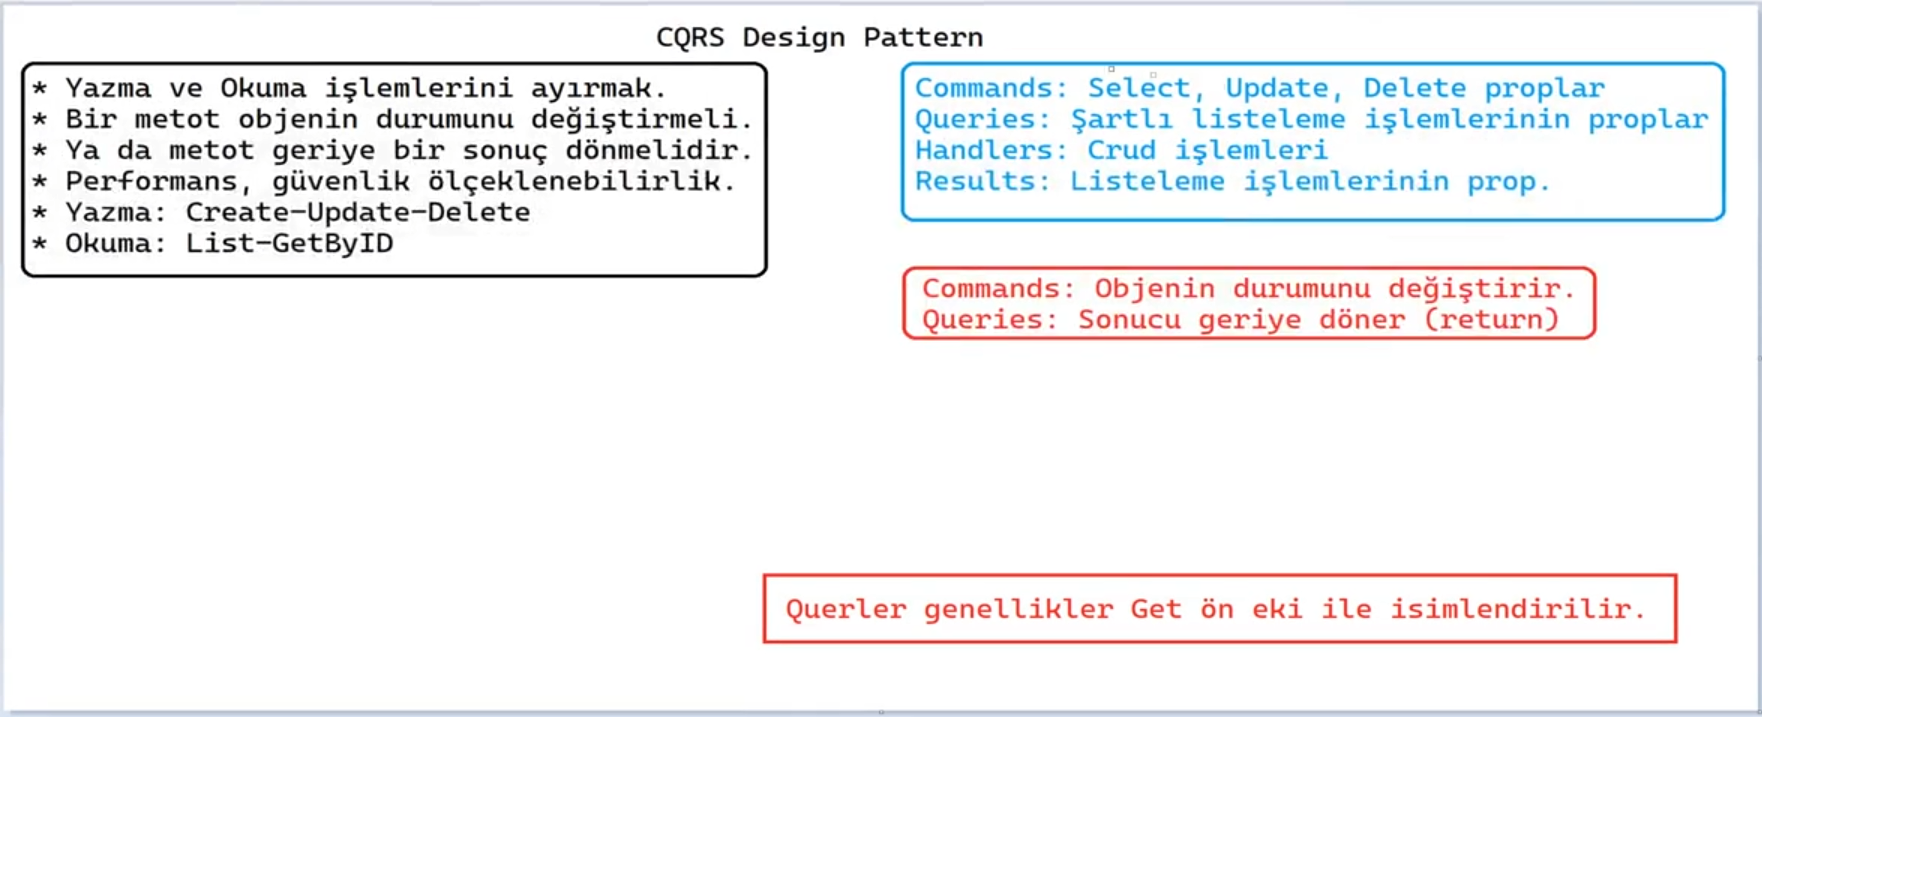 CQRS Design Pattern
* Yazma ve Okuma işlemlerini ayırmak.
* Bir metot objenin durumunu değiştirmeli.
* Ya da metot geriye bir sonuç dönmelidir.
* Performans, güvenlik ölçeklenebilirlik.
* Yazma: Create-Update-Delete
* Okuma: List-GetByID
Commands: Select, Update, Delete proplar
Queries: Şartlı listeleme işlemlerinin proplar
Handlers: Crud işlemleri
Results: Listeleme işlemlerinin prop.
Commands: Objenin durumunu değiştirir.
Queries: Sonucu geriye döner (return)
Querler genellikler Get ön eki ile isimlendirilir.